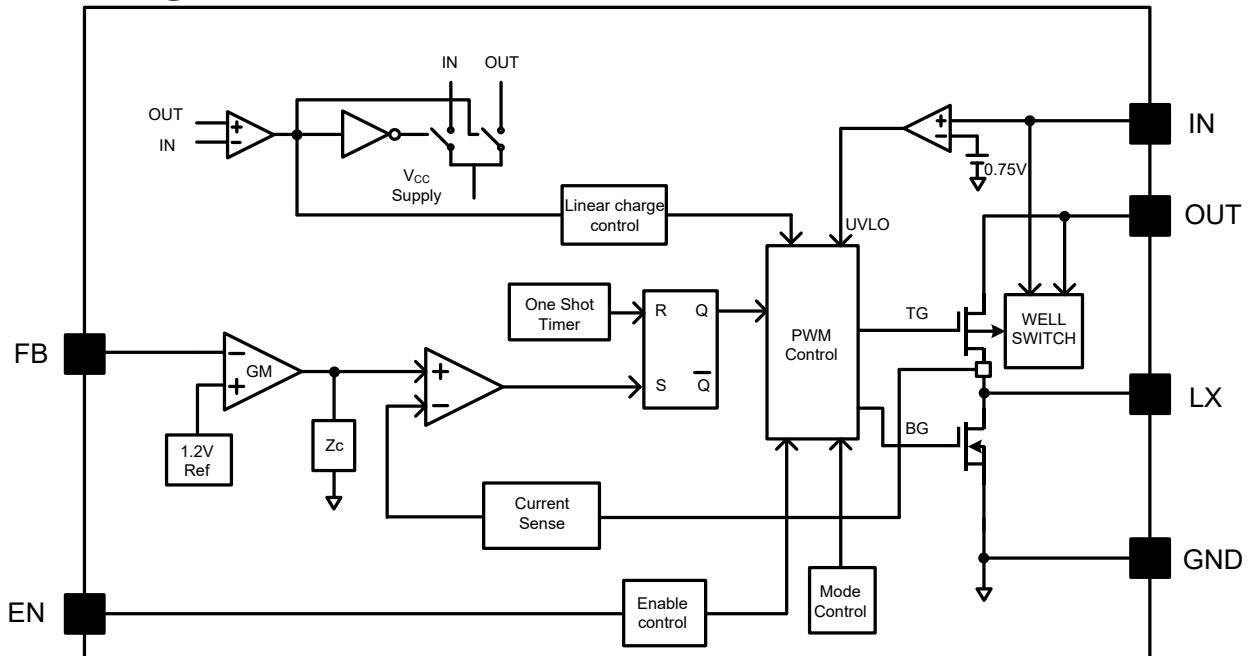 IN OUT
OUT
IN
+
−
V_CC
Supply
Linear charge
control
+
−
0.75V
UVLO
IN
OUT
One Shot
Timer
R Q
S Q̅
PWM
Control
TG
BG
WELL
SWITCH
FB
−
+
GM
+
−
1.2V
Ref
Zc
LX
Current
Sense
GND
Mode
Control
Enable
control
EN